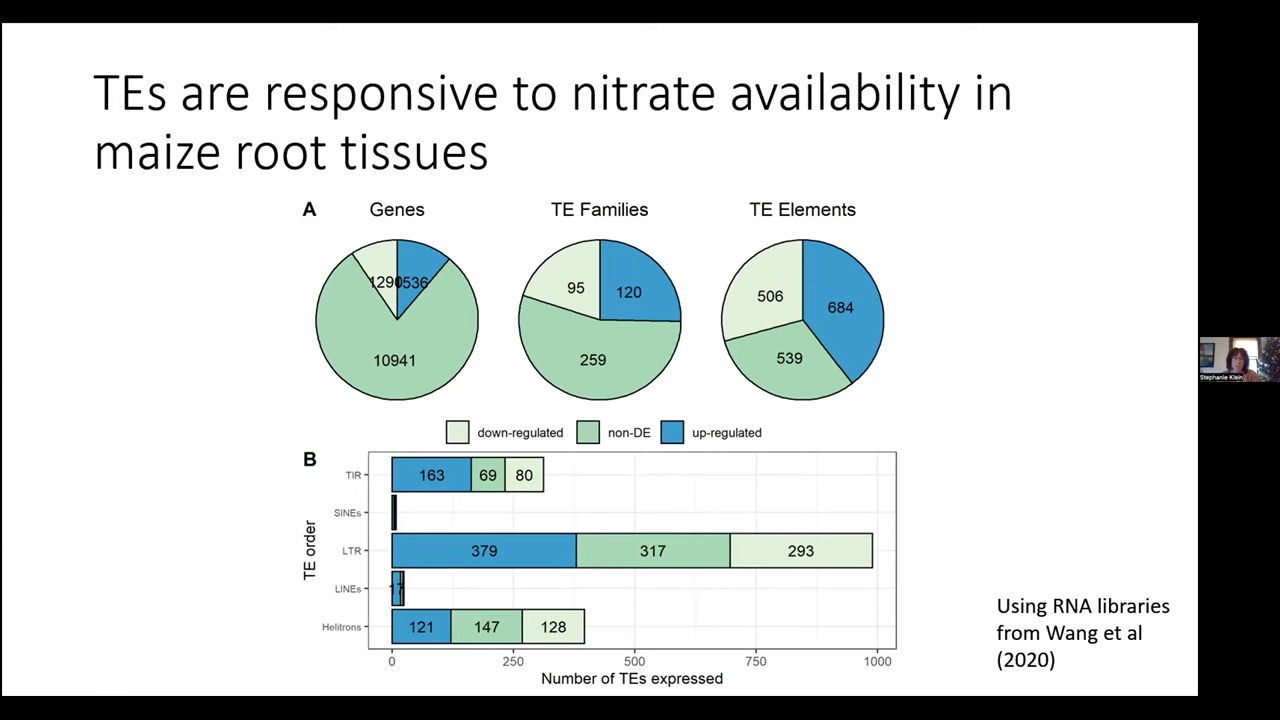 TEs are responsive to nitrate availability in
maize root tissues
A
Genes
TE Families
TE Elements
10941
95
120
259
506
684
539
down-regulated
non-DE
up-regulated
B
TE order
TIR
163
69
80
SINEs
LTR
379
317
293
LINEs
17
Helitrons
121
147
128
0
250
500
750
1000
Number of TEs expressed
Using RNA libraries
from Wang et al
(2020)
Stephanie Klein